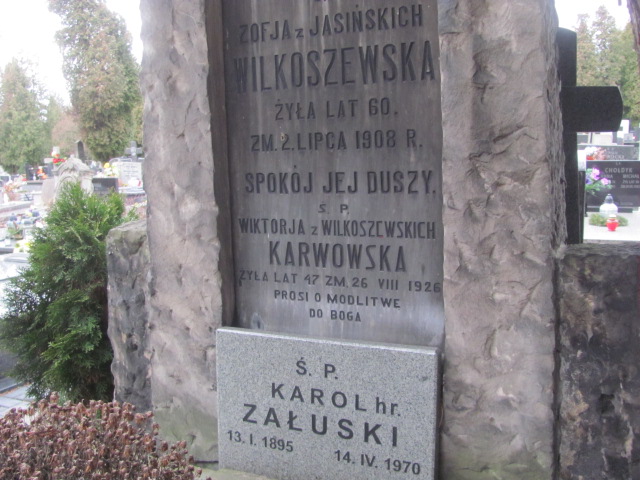 ZOFJA z JASIŃSKICH
WILKOSZEWSKA
ŻYŁA LAT 60.
ZM. 2. LIPCA 1908 R.
SPOKÓJ JEJ DUSZY.
Ś. P.
WIKTORJA z WILKOSZEWSKICH
KARWOWSKA
ŻYŁA LAT 47 ZM. 26 VIII 1926
PROSI O MODLITWE
DO BOGA
Ś. P.
KAROL hr.
ZAŁUSKI
13. I. 1895
14. IV. 1970